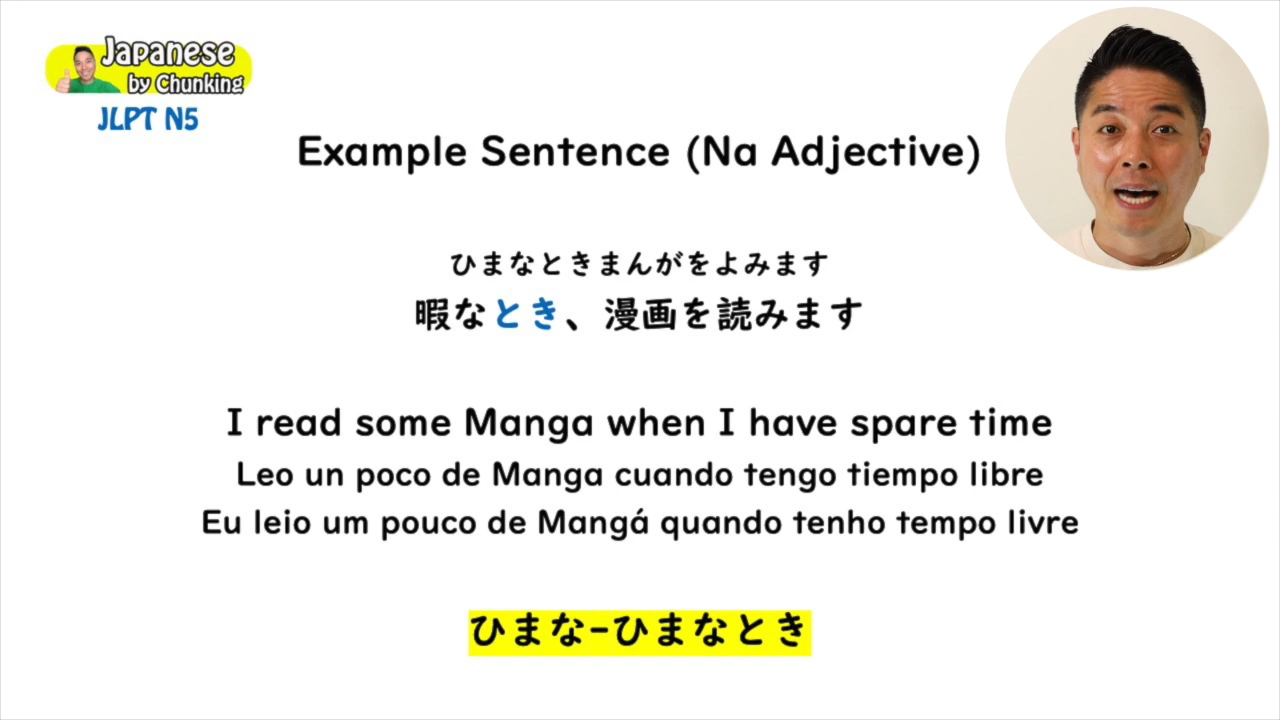 Japanese
by Chunking
JLPT N5
Example Sentence (Na Adjective)
ひまなときまんがをよみます
暇なとき、漫画を読みます
I read some Manga when I have spare time
Leo un poco de Manga cuando tengo tiempo libre
Eu leio um pouco de Mangá quando tenho tempo livre
ひまな-ひまなとき